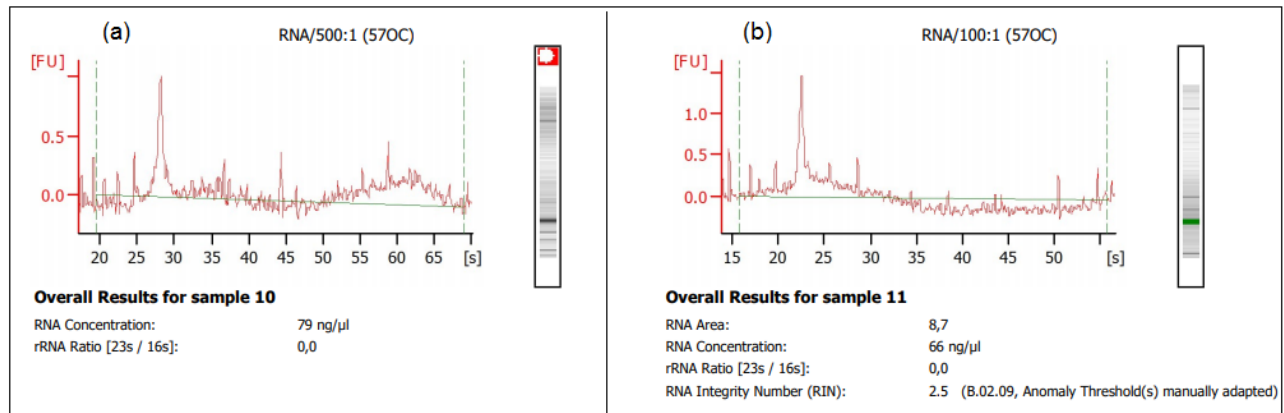 (a)
RNA/500:1 (57OC)
[FU]
0.5
0.0
20 25 30 35 40 45 50 55 60 65 [s]
Overall Results for sample 10
RNA Concentration: 79 ng/µl
rRNA Ratio [23s / 16s]: 0,0
(b)
RNA/100:1 (57OC)
[FU]
1.0
0.5
0.0
15 20 25 30 35 40 45 50 [s]
Overall Results for sample 11
RNA Area: 8,7
RNA Concentration: 66 ng/µl
rRNA Ratio [23s / 16s]: 0,0
RNA Integrity Number (RIN): 2.5 (B.02.09, Anomaly Threshold(s) manually adapted)